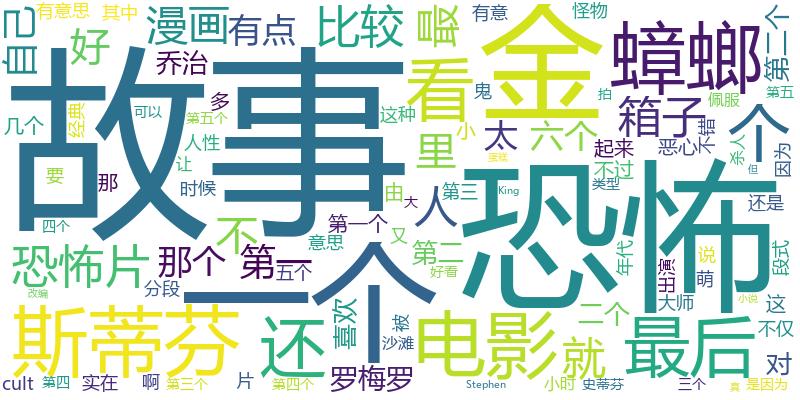 有意思 其中 漫画 比较 最 金 有意 怪物 蟑螂 第二个
自己 好 有点 看 鬼 拍 佩服 第五
故事 乔治 多 经典 可以 第五个 这种 小 太 六个 箱子 个
几个 人性 里 起来 恶心 不错 杀人 因为
要 那 让 时候 由 大 人 第三 King 类型 不过 但
蛋糕 恐怖 还是
四个 不 第一个 又 意思 第二 好看 年代 出演 说 萌 段式
恐怖片 那个 第一 五个 一个 大师 小说 这
改编 分段 喜欢 被 沙滩 二个 不仅
斯蒂芬 还 电影 就 最后 对
cult 第四 实在 啊 第三个 片 第四个 罗梅罗 Stephen 小时 史蒂芬 三个 真 是因为